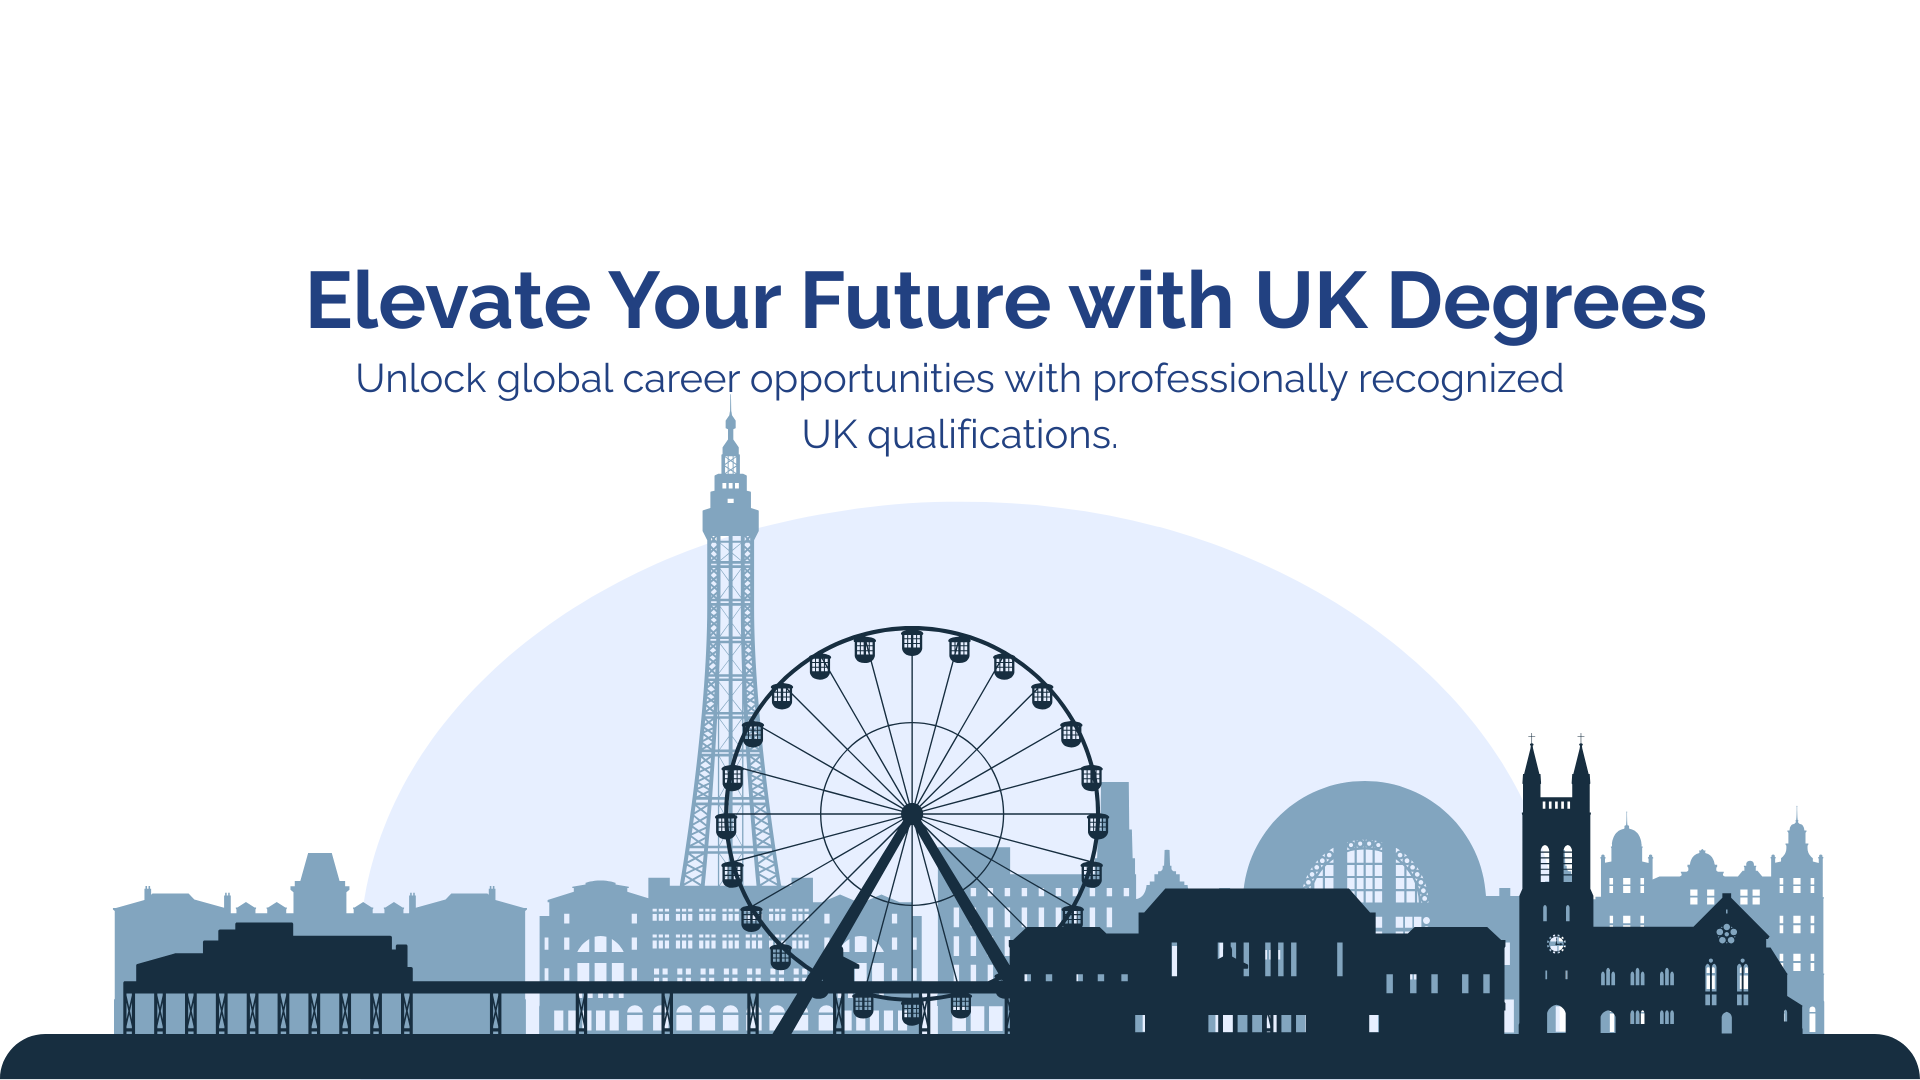 Elevate Your Future with UK Degrees
Unlock global career opportunities with professionally recognized
UK qualifications.